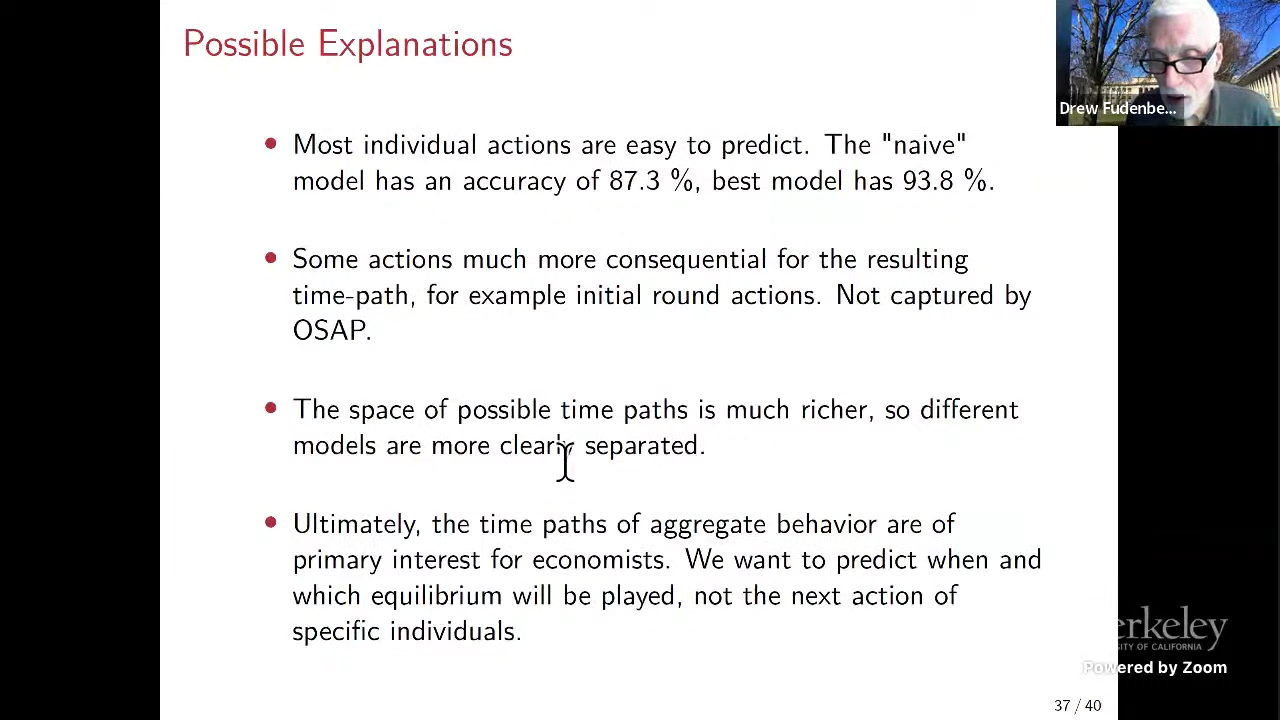 Possible Explanations
Drew Fudenbe...
Most individual actions are easy to predict. The "naive"
model has an accuracy of 87.3 %, best model has 93.8 %.
Some actions much more consequential for the resulting
time-path, for example initial round actions. Not captured by
OSAP.
The space of possible time paths is much richer, so different
models are more clearly separated.
Ultimately, the time paths of aggregate behavior are of
primary interest for economists. We want to predict when and
which equilibrium will be played, not the next action of
specific individuals.
erkeley
SITY OF CALIFORNIA
Powered by Zoom
37 / 40